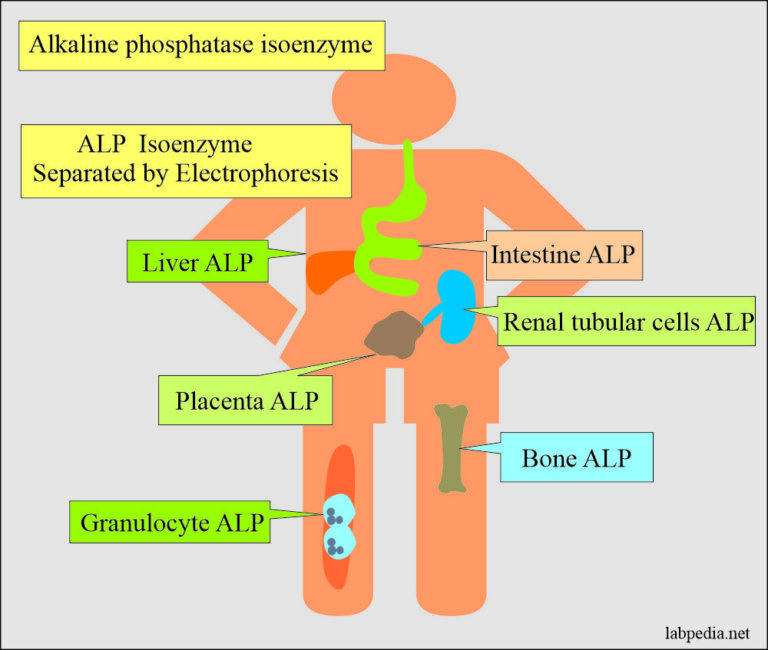 Alkaline phosphatase isoenzyme
ALP Isoenzyme
Separated by Electrophoresis
Liver ALP
Intestine ALP
Renal tubular cells ALP
Placenta ALP
Bone ALP
Granulocyte ALP
labpedia.net